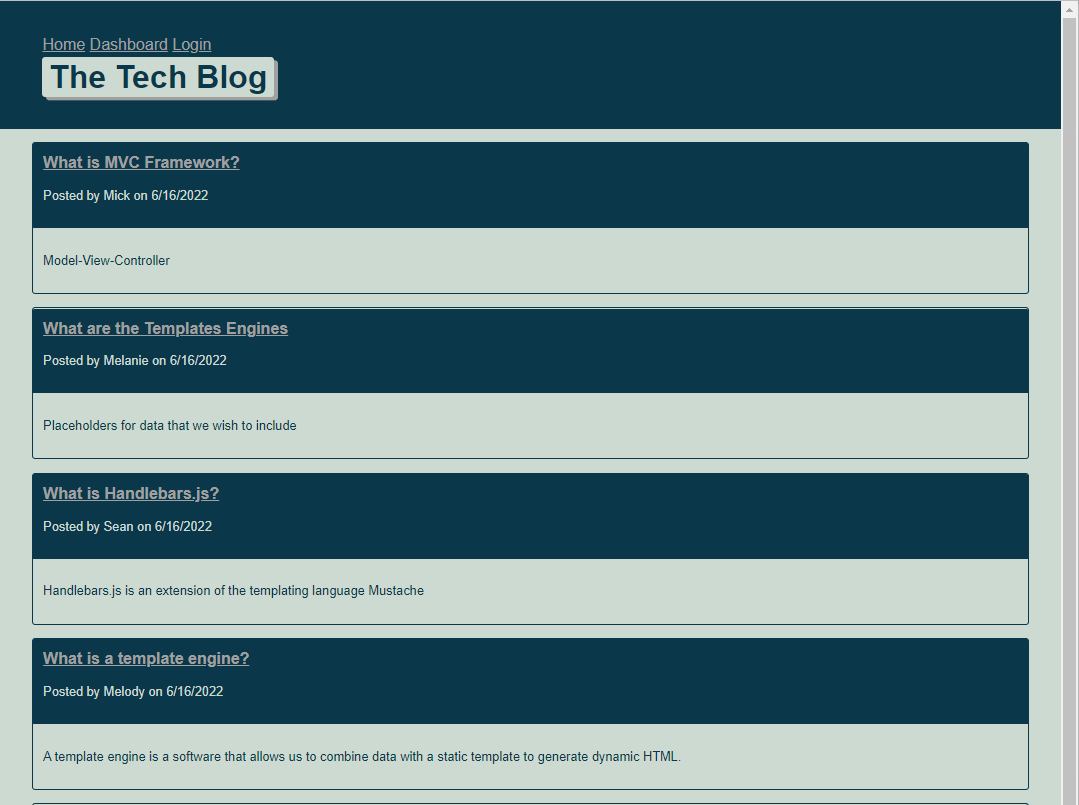 Home Dashboard Login
The Tech Blog
What is MVC Framework?
Posted by Mick on 6/16/2022
Model-View-Controller
What are the Templates Engines
Posted by Melanie on 6/16/2022
Placeholders for data that we wish to include
What is Handlebars.js?
Posted by Sean on 6/16/2022
Handlebars.js is an extension of the templating language Mustache
What is a template engine?
Posted by Melody on 6/16/2022
A template engine is a software that allows us to combine data with a static template to generate dynamic HTML.